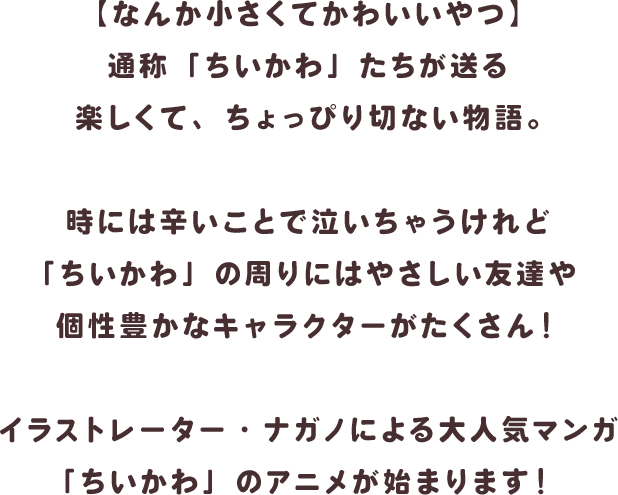 【なんか小さくてかわいいやつ】
通称「ちいかわ」たちが送る
楽しくて、ちょっぴり切ない物語。
時には辛いことで泣いちゃうけれど
「ちいかわ」の周りにはやさしい友達や
個性豊かなキャラクターがたくさん！
イラストレーター・ナガノによる大人気マンガ
「ちいかわ」のアニメが始まります！